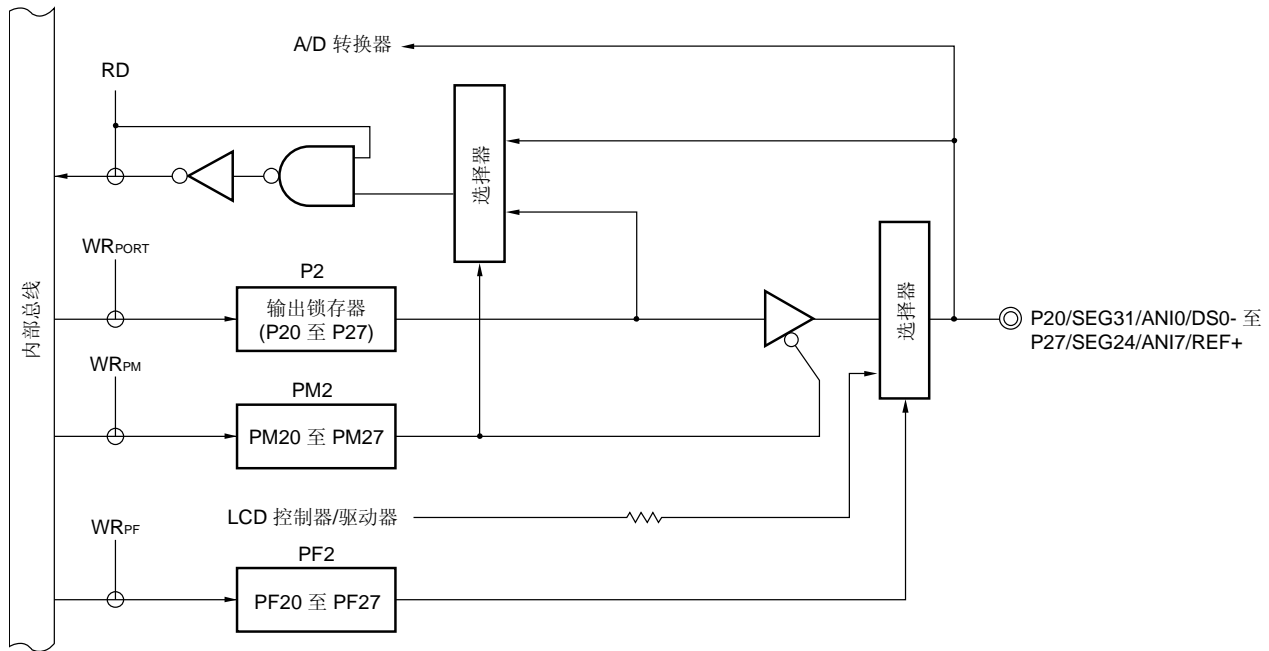 A/D 转换器
RD
选择器
WRPORT
P2
输出锁存器
(P20 至 P27)
选择器
P20/SEG31/ANI0/DS0- 至
P27/SEG24/ANI7/REF+
内部总线
WRPM
PM2
PM20 至 PM27
LCD 控制器/驱动器
WRPF
PF2
PF20 至 PF27